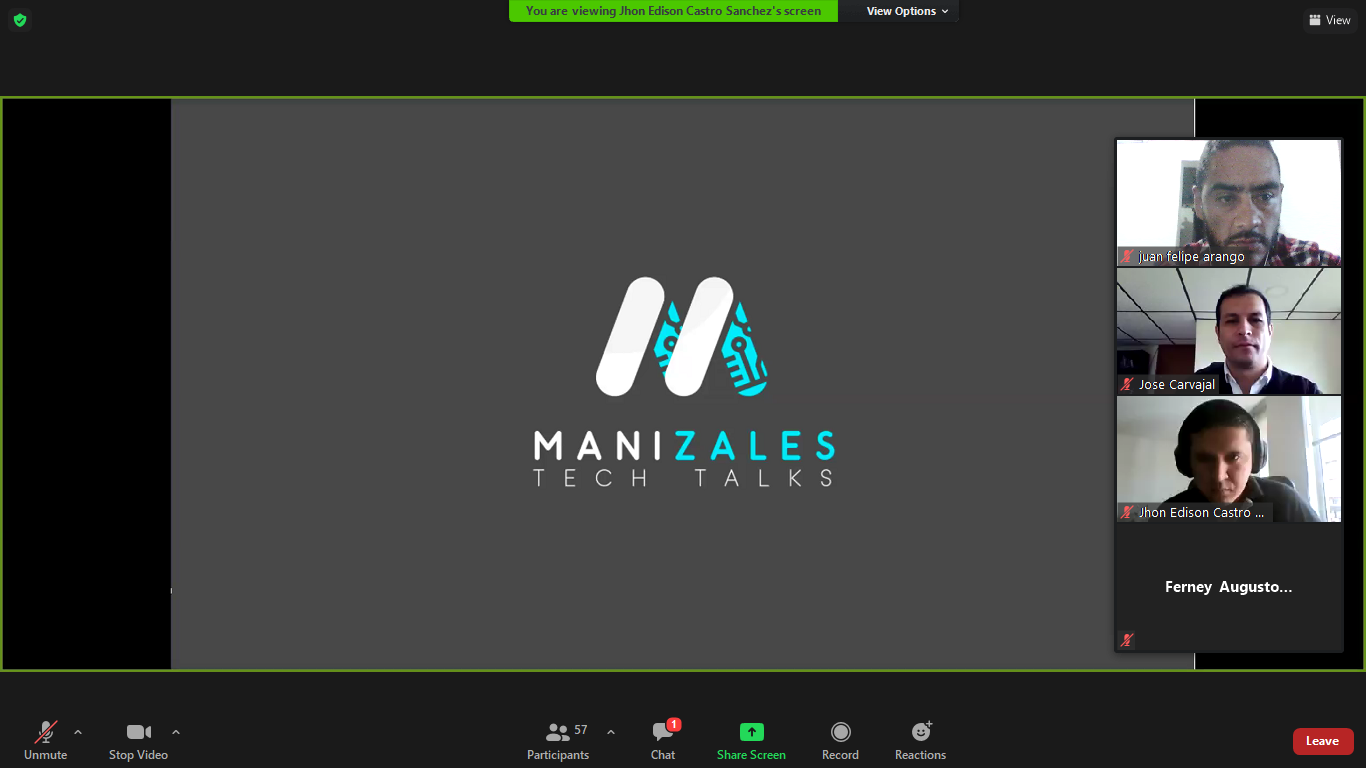 You are viewing Jhon Edison Castro Sanchez's screen
View Options
View
juan felipe arango
Jose Carvajal
Jhon Edison Castro ...
Ferney Augusto...
MANIZALES
TECH TALKS
Unmute
Stop Video
57
Participants
1
Chat
Share Screen
Record
Reactions
Leave